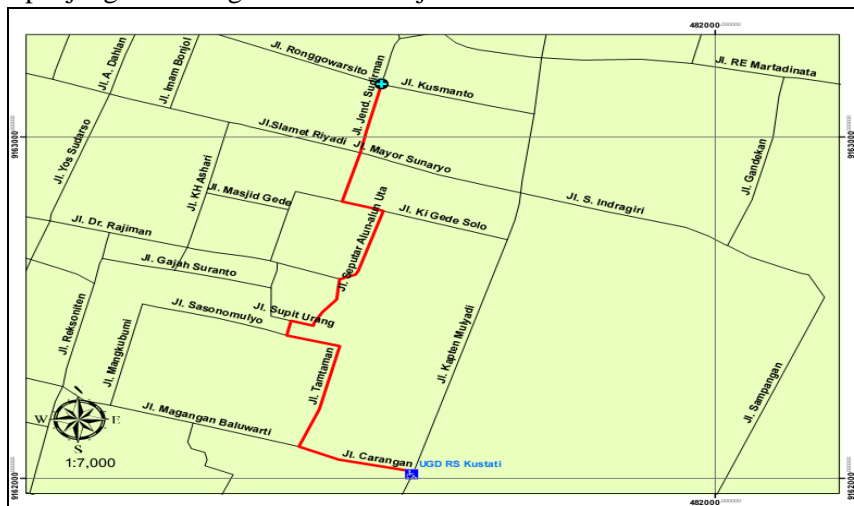 482000
Jl. A. Dahlan
Jl. Imam Bonjol
Jl. Ronggowarsito
Jl. Jend. Sudirman
Jl. Kusmanto
Jl. RE Martadinata
9163000
9163000
Jl. Yos Sudarso
Jl.Slamet Riyadi
Jl. Mayor Sunaryo
Jl. KH Ashari
Jl. Masjid Gede
Jl. Gandekan
Jl. S. Indragiri
Jl. Dr. Rajiman
Jl. Ki Gede Solo
Jl. Seputar Alun-alun Uta
Jl. Gajah Suranto
Jl. Supit Urang
Jl. Sasonomulyo
Jl. Reksoniten
Jl. Mangkubumi
Jl. Tamtaman
Jl. Kapten Mulyadi
Jl. Sampangan
Jl. Magangan Baluwarti
W
E
S
1:7,000
Jl. Carangan
UGD RS Kustati
9162000
9162000
482000